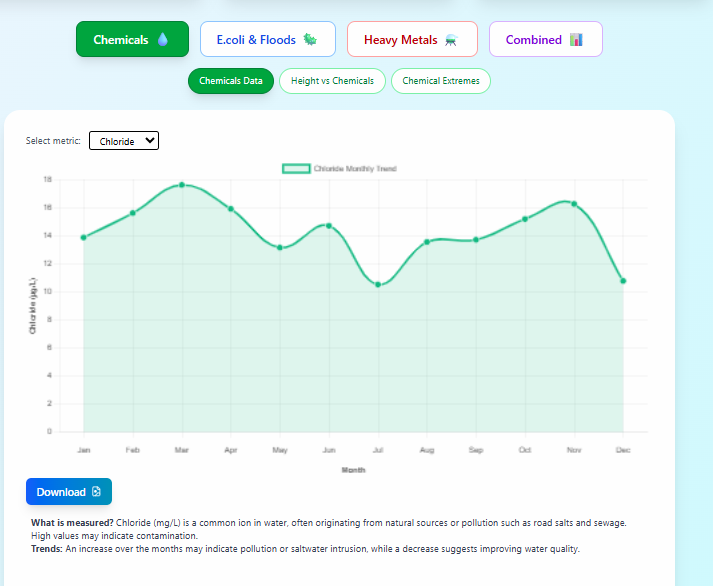 Chemicals
E.coli & Floods
Heavy Metals
Combined
Chemicals Data
Height vs Chemicals
Chemical Extremes
Select metric:
Chloride
Chloride Monthly Trend
18
16
14
12
10
8
6
4
2
0
Chloride (µg/L)
Jan
Feb
Mar
Apr
May
Jun
Jul
Aug
Sep
Oct
Nov
Dec
Month
Download
What is measured? Chloride (mg/L) is a common ion in water, often originating from natural sources or pollution such as road salts and sewage.
High values may indicate contamination.
Trends: An increase over the months may indicate pollution or saltwater intrusion, while a decrease suggests improving water quality.